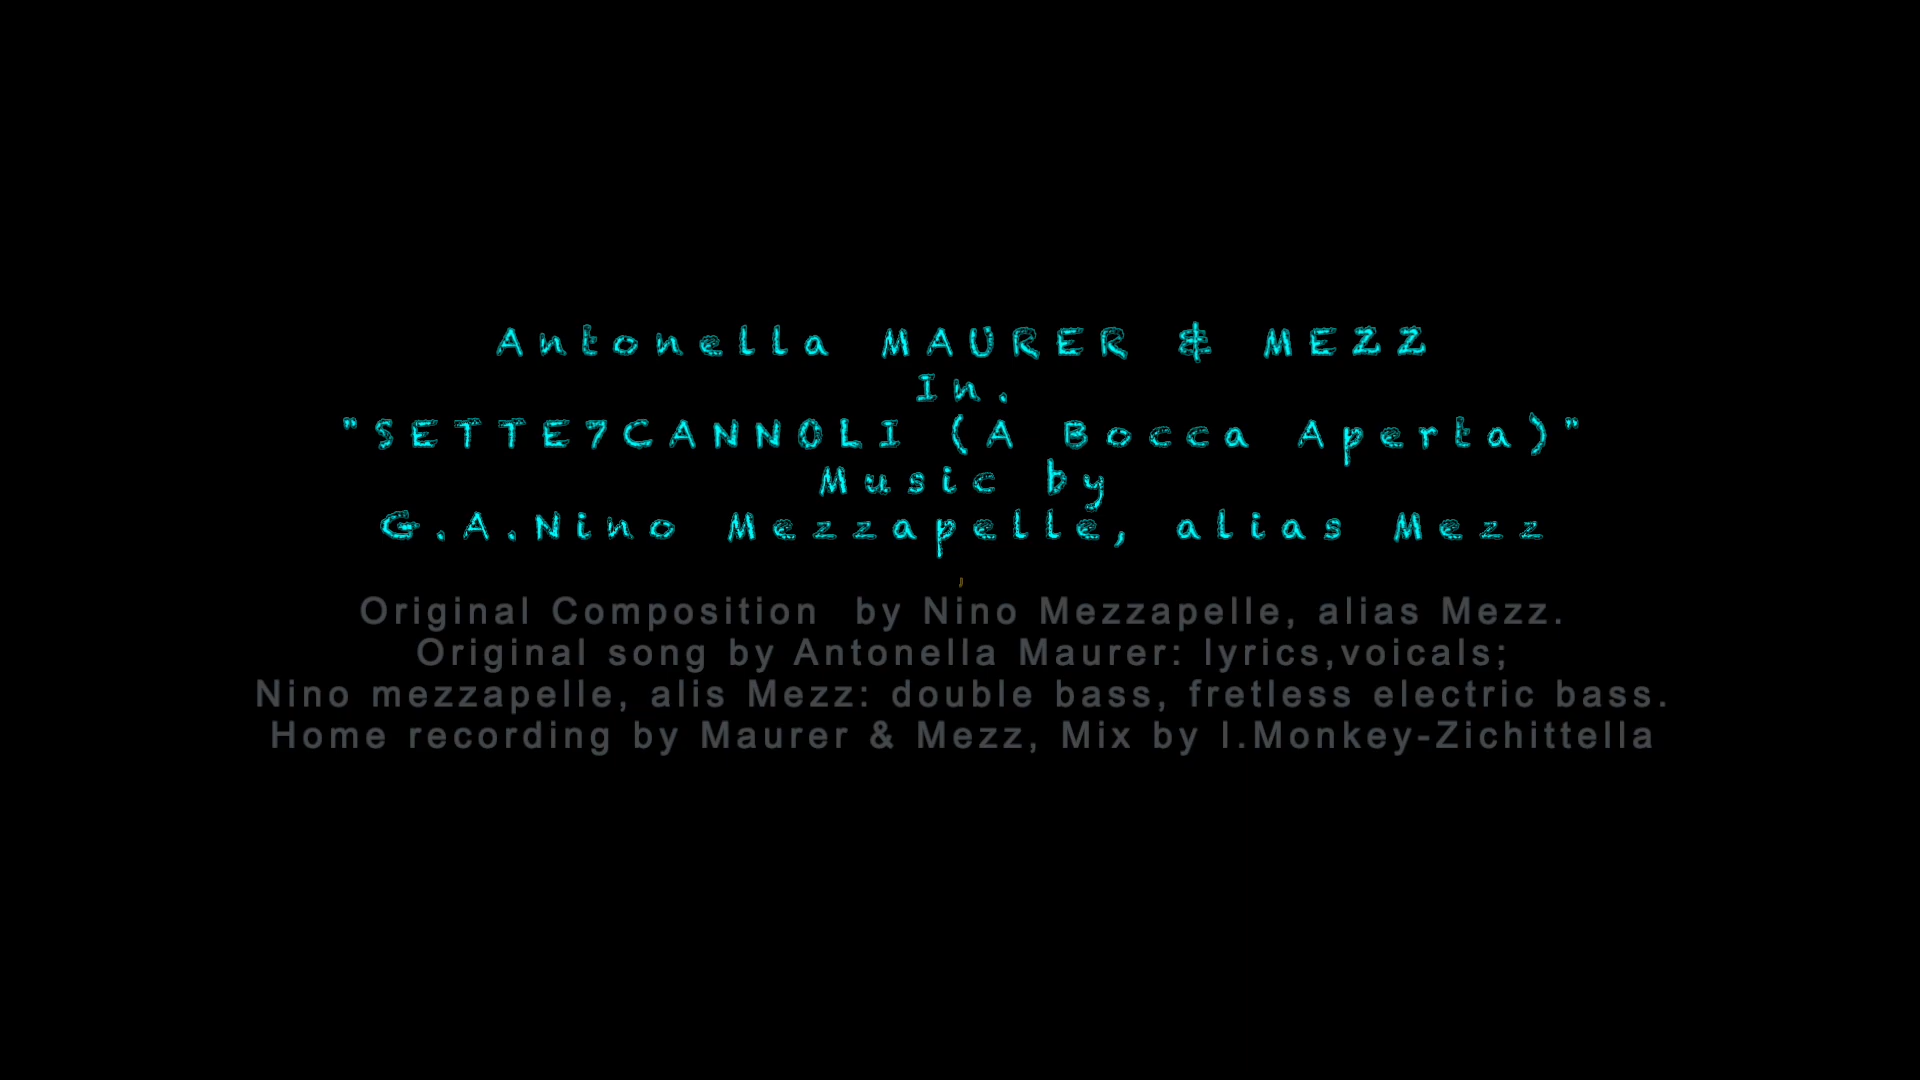 Antonella MAURER & MEZZ
In.
"SETTE7CANNOLI (A Bocca Aperta)"
Music by
G.A.Nino Mezzapelle, alias Mezz
Original Composition  by Nino Mezzapelle, alias Mezz.
Original song by Antonella Maurer: lyrics,voicals;
Nino mezzapelle, alis Mezz: double bass, fretless electric bass.
Home recording by Maurer & Mezz, Mix by I.Monkey-Zichittella